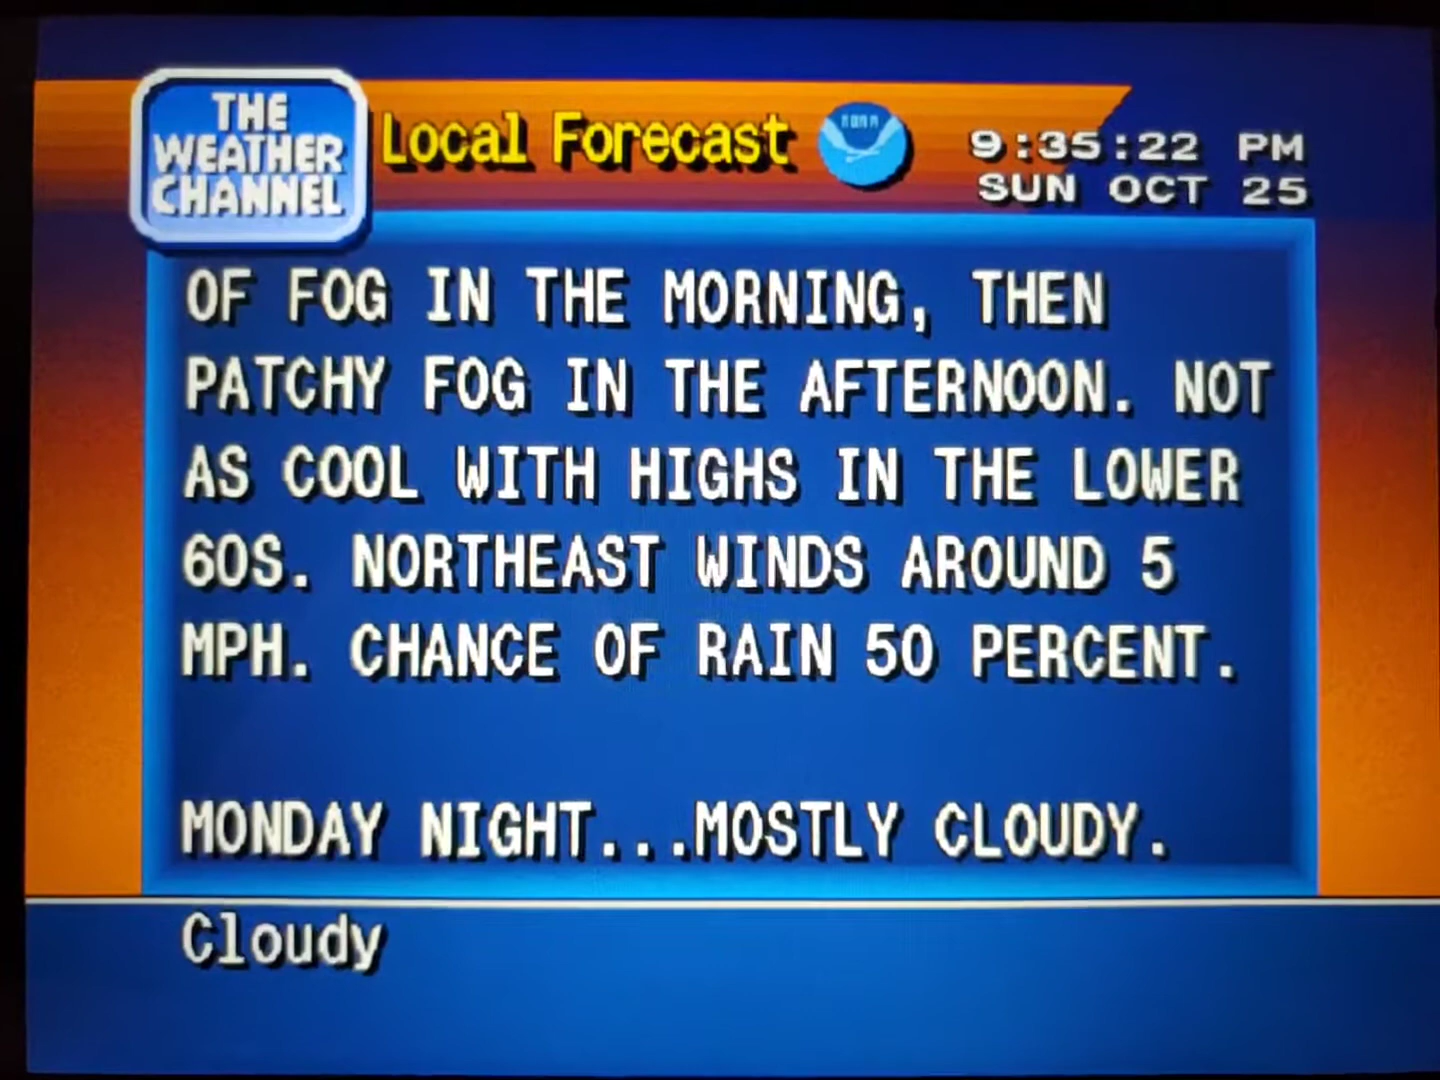 THE
WEATHER
CHANNEL
Local Forecast
NOAA
9:35:22 PM
SUN OCT 25
OF FOG IN THE MORNING, THEN
PATCHY FOG IN THE AFTERNOON. NOT
AS COOL WITH HIGHS IN THE LOWER
60S. NORTHEAST WINDS AROUND 5
MPH. CHANCE OF RAIN 50 PERCENT.
MONDAY NIGHT...MOSTLY CLOUDY.
Cloudy